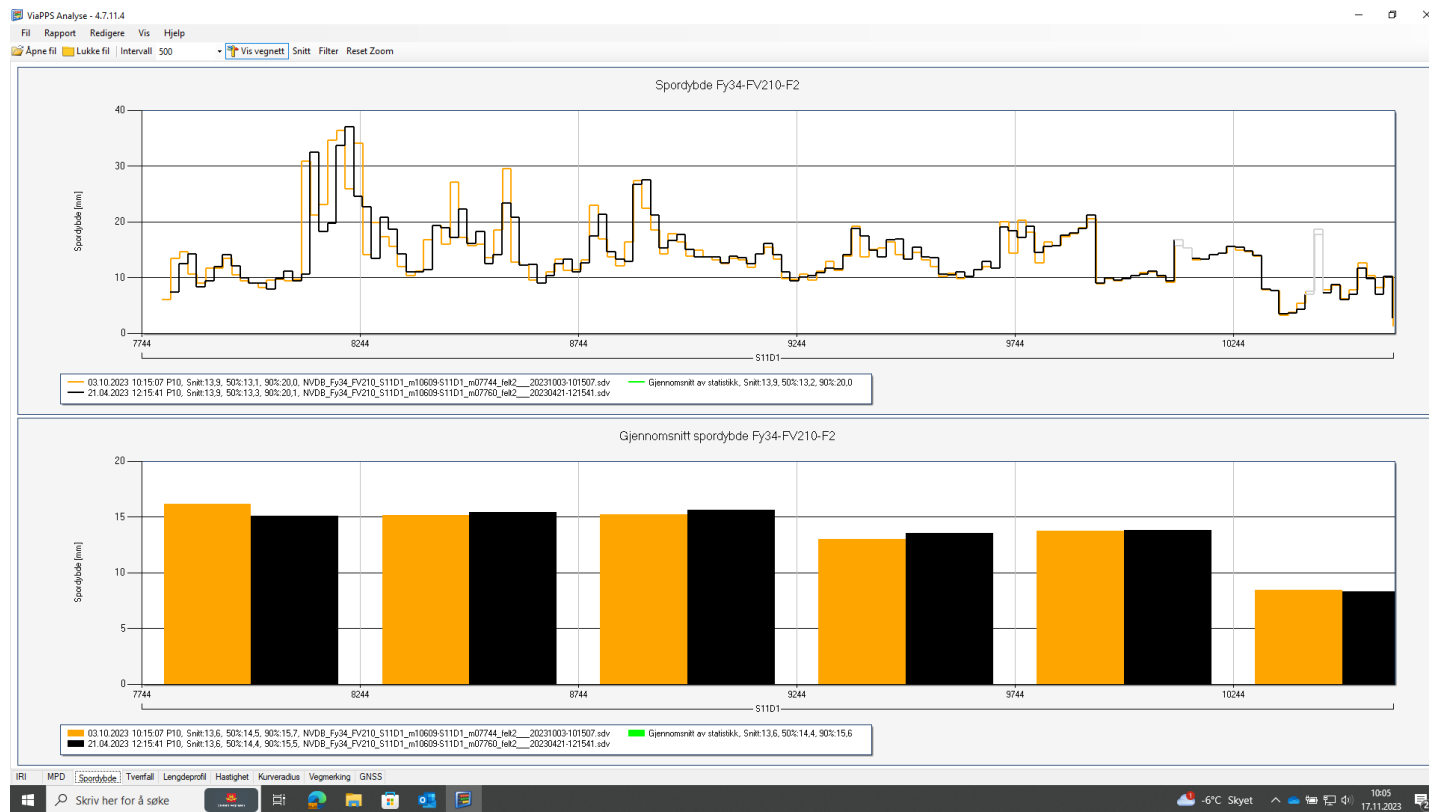 ViaPPS Analyse - 4.7.11.4
Fil Rapport Redigere Vis Hjelp
Åpne fil Lukke fil Intervall 500 Vis vegnett Snitt Filter Reset Zoom
Spordybde Fy34-FV210-F2
Spordybde [mm]
40
30
20
10
0
7744 8244 8744 9244 9744 10244
S11D1
03.10.2023 10:15:07 P10, Snitt:13,9, 50%:13,1, 90%:20,0, NVDB_Fy34_FV210_S11D1_m10609-S11D1_m07744_felt2___20231003-101507.sdv Gjennomsnitt av statistikk, Snitt:13,9, 50%:13,2, 90%:20,0
21.04.2023 12:15:41 P10, Snitt:13,9, 50%:13,3, 90%:20,1, NVDB_Fy34_FV210_S11D1_m10609-S11D1_m07760_felt2___20230421-121541.sdv
Gjennomsnitt spordybde Fy34-FV210-F2
Spordybde [mm]
20
15
10
5
0
7744 8244 8744 9244 9744 10244
S11D1
03.10.2023 10:15:07 P10, Snitt:13,6, 50%:14,5, 90%:15,7, NVDB_Fy34_FV210_S11D1_m10609-S11D1_m07744_felt2___20231003-101507.sdv Gjennomsnitt av statistikk, Snitt:13,6, 50%:14,4, 90%:15,6
21.04.2023 12:15:41 P10, Snitt:13,6, 50%:14,4, 90%:15,5, NVDB_Fy34_FV210_S11D1_m10609-S11D1_m07760_felt2___20230421-121541.sdv
IRI MPD Spordybde Tverrfall Lengdeprofil Hastighet Kurveradius Vegmerking GNSS
Skriv her for å søke
-6°C Skyet
10:05
17.11.2023